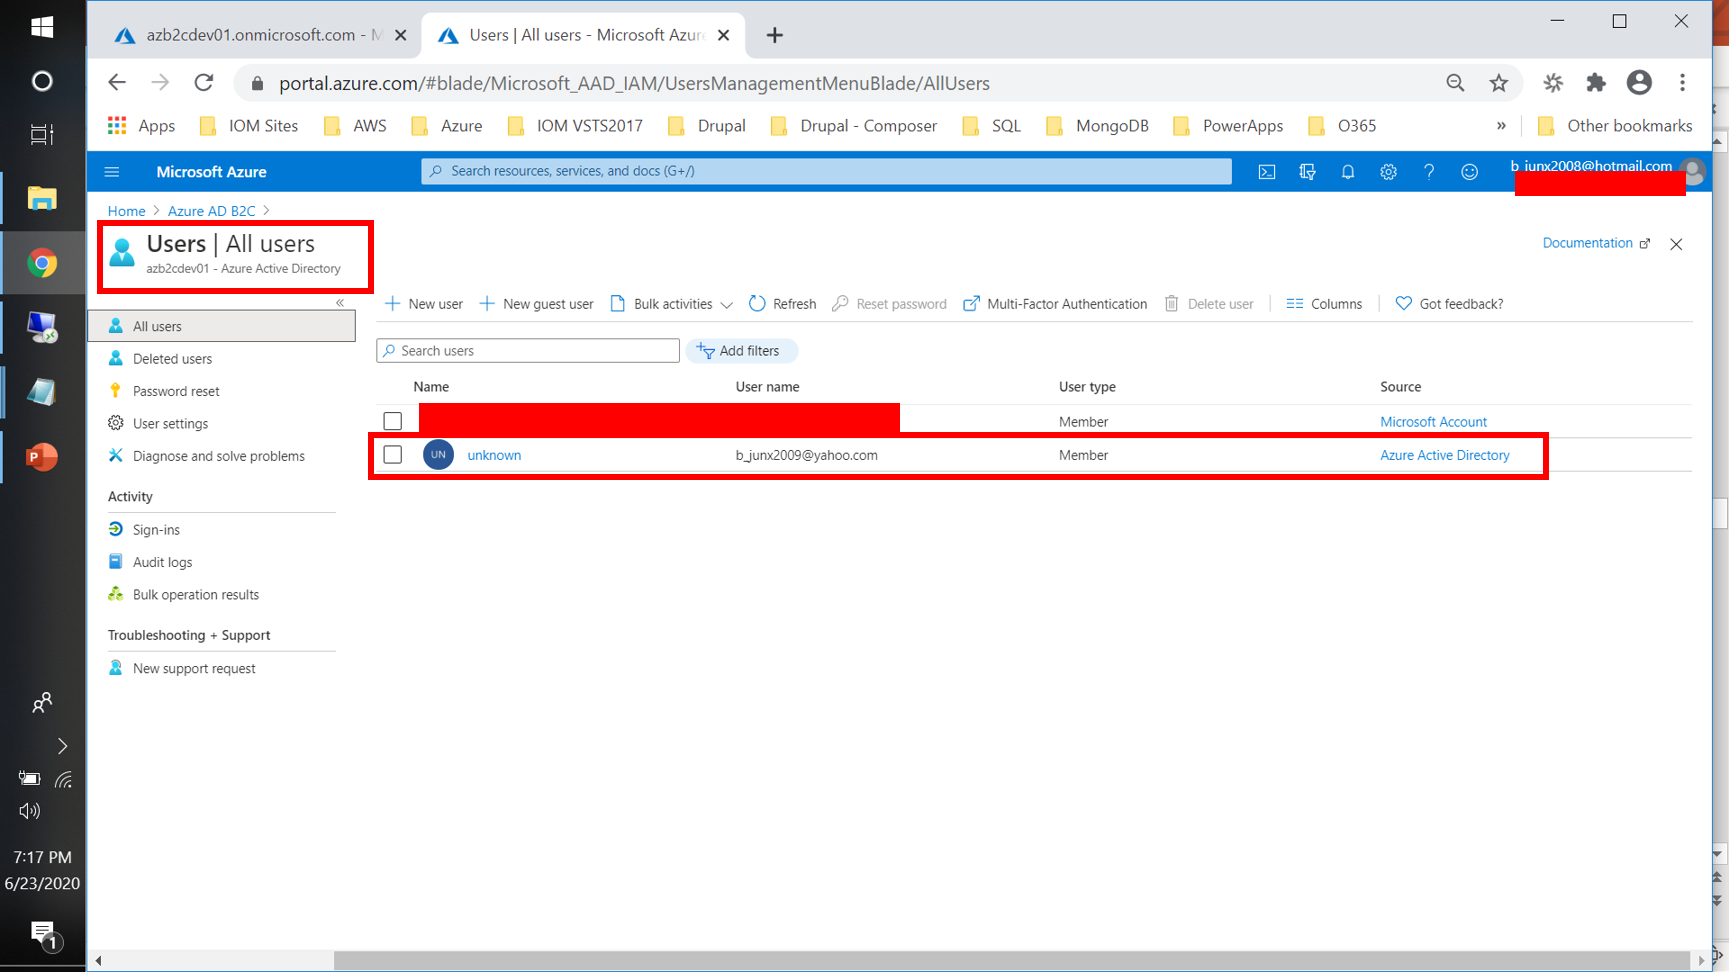 azb2cdev01.onmicrosoft.com - M
Users | All users - Microsoft Azure
portal.azure.com/#blade/Microsoft_AAD_IAM/UsersManagementMenuBlade/AllUsers
Apps
IOM Sites
AWS
Azure
IOM VSTS2017
Drupal
Drupal - Composer
SQL
MongoDB
PowerApps
O365
»
Other bookmarks
Microsoft Azure
Search resources, services, and docs (G+/)
b_junx2008@hotmail.com
Home > Azure AD B2C >
Users | All users
azb2cdev01 - Azure Active Directory
Documentation
«
New user
New guest user
Bulk activities
Refresh
Reset password
Multi-Factor Authentication
Delete user
Columns
Got feedback?
All users
Deleted users
Password reset
User settings
Diagnose and solve problems
Activity
Sign-ins
Audit logs
Bulk operation results
Troubleshooting + Support
New support request
Search users
Add filters
Name
User name
User type
Source
Member
Microsoft Account
UN
unknown
b_junx2009@yahoo.com
Member
Azure Active Directory
7:17 PM
6/23/2020
1